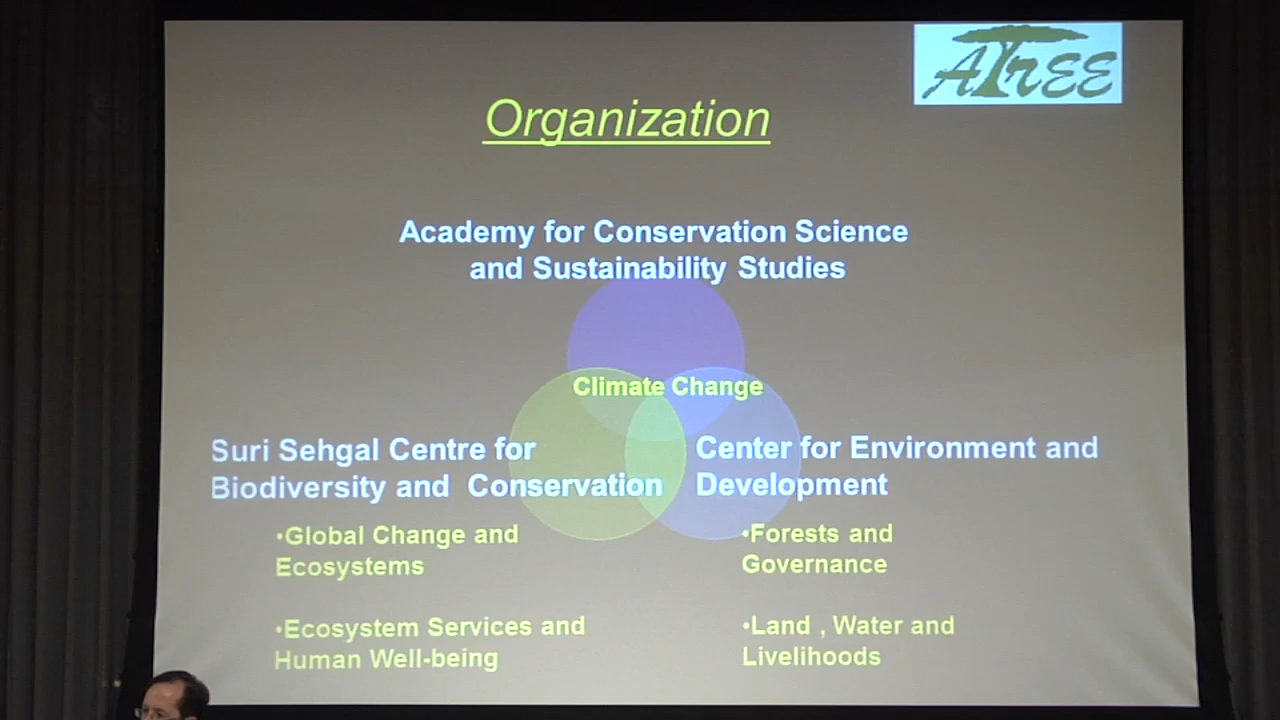 ATREE
Organization
Academy for Conservation Science
and Sustainability Studies
Climate Change
Suri Sehgal Centre for
Biodiversity and Conservation
•Global Change and
Ecosystems
•Ecosystem Services and
Human Well-being
Center for Environment and
Development
•Forests and
Governance
•Land , Water and
Livelihoods